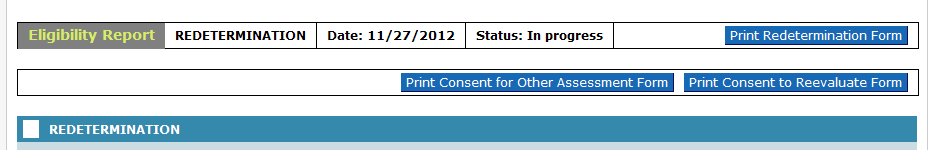 Eligibility Report REDETERMINATION Date: 11/27/2012 Status: In progress Print Redetermination Form
Print Consent for Other Assessment Form Print Consent to Reevaluate Form
REDETERMINATION